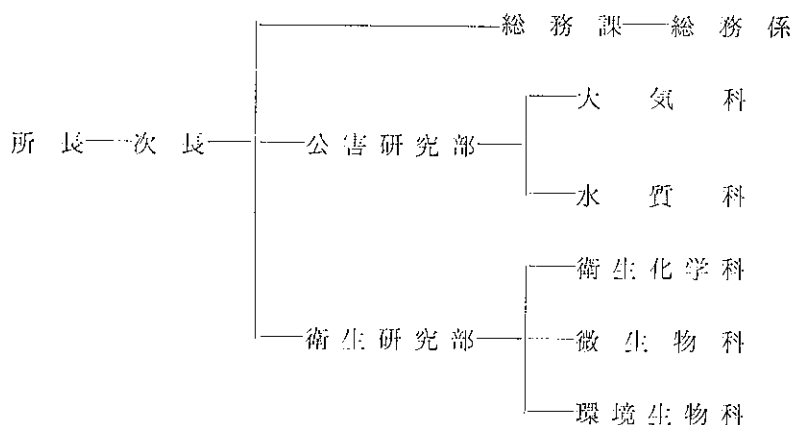 総務課 総務係
大気科
所長 次長 公害研究部
水質科
衛生化学科
衛生研究部 微生物科
環境生物科